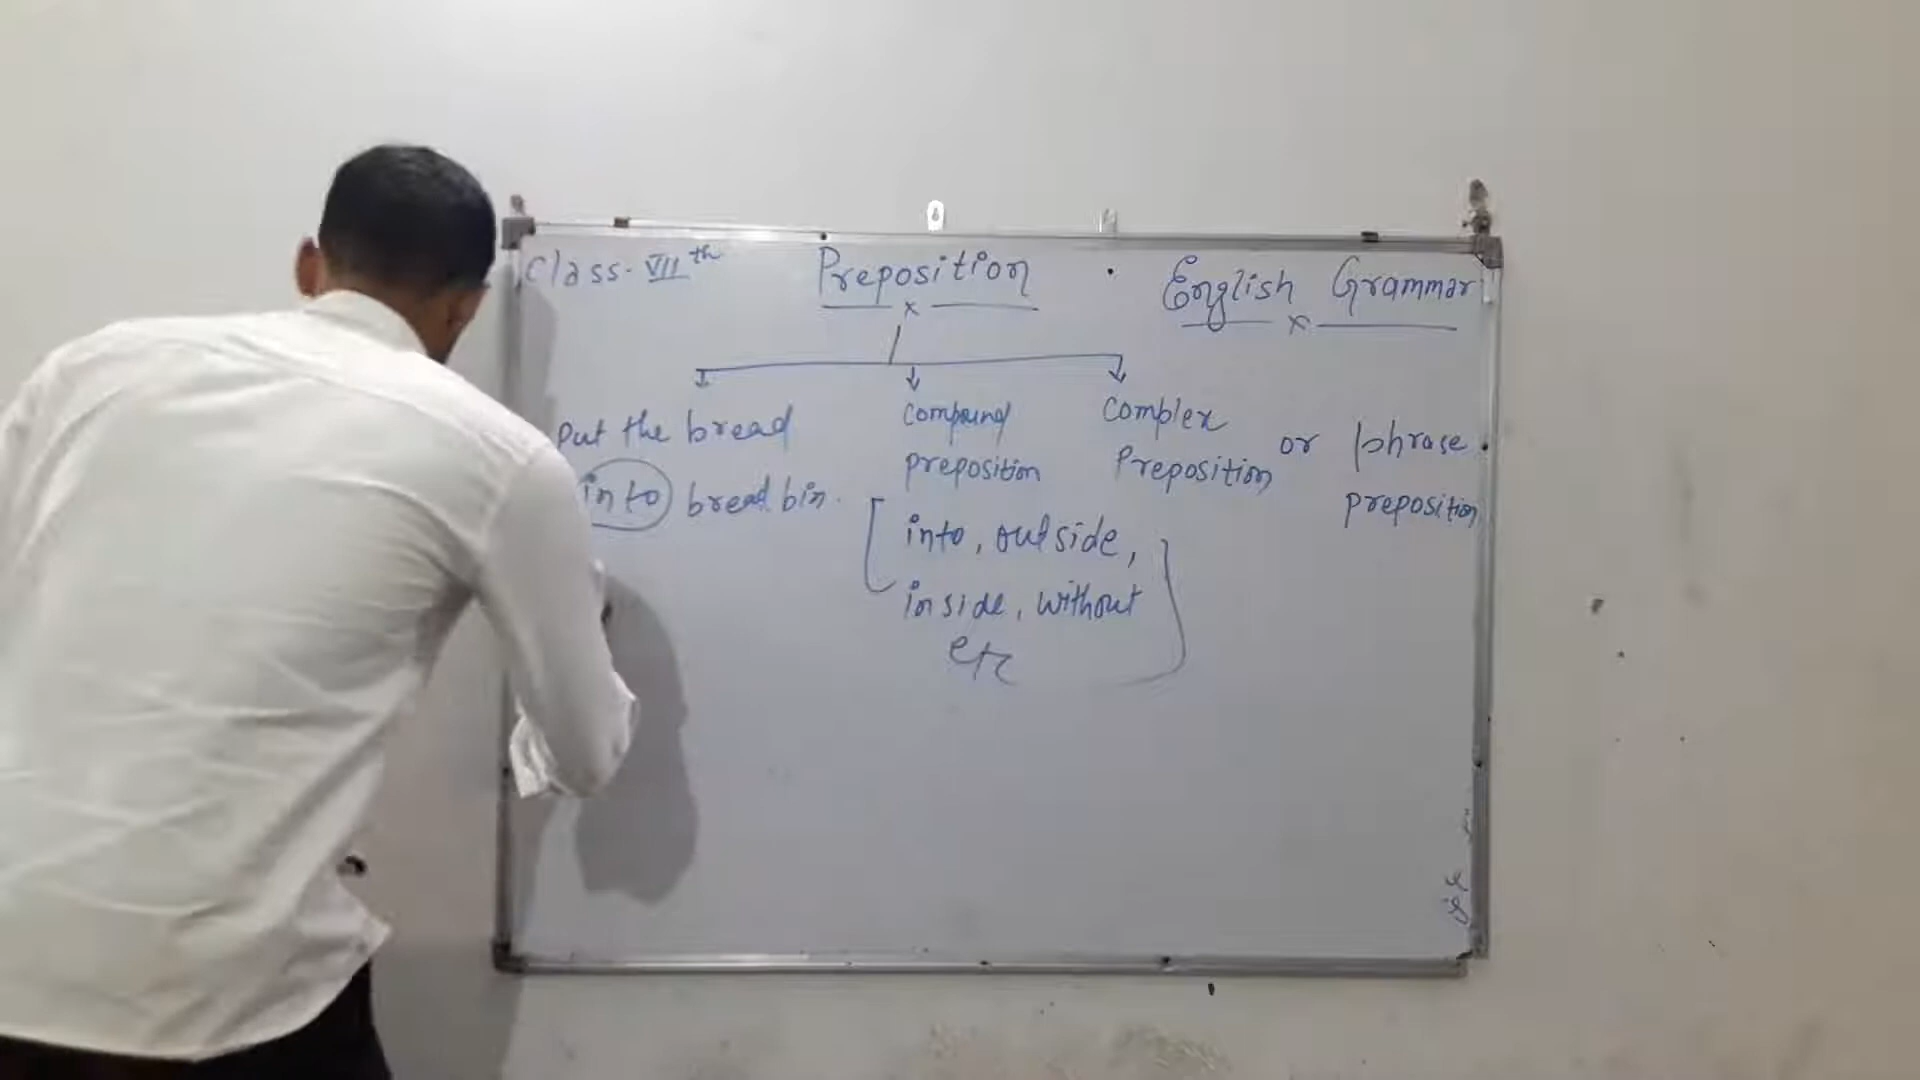 Class. VIIth Preposition . English Grammar
Put the bread
into bread bin.
Compound
preposition
Complex
Preposition
or phrase
preposition
[ into, outside,
inside, without
etc ]